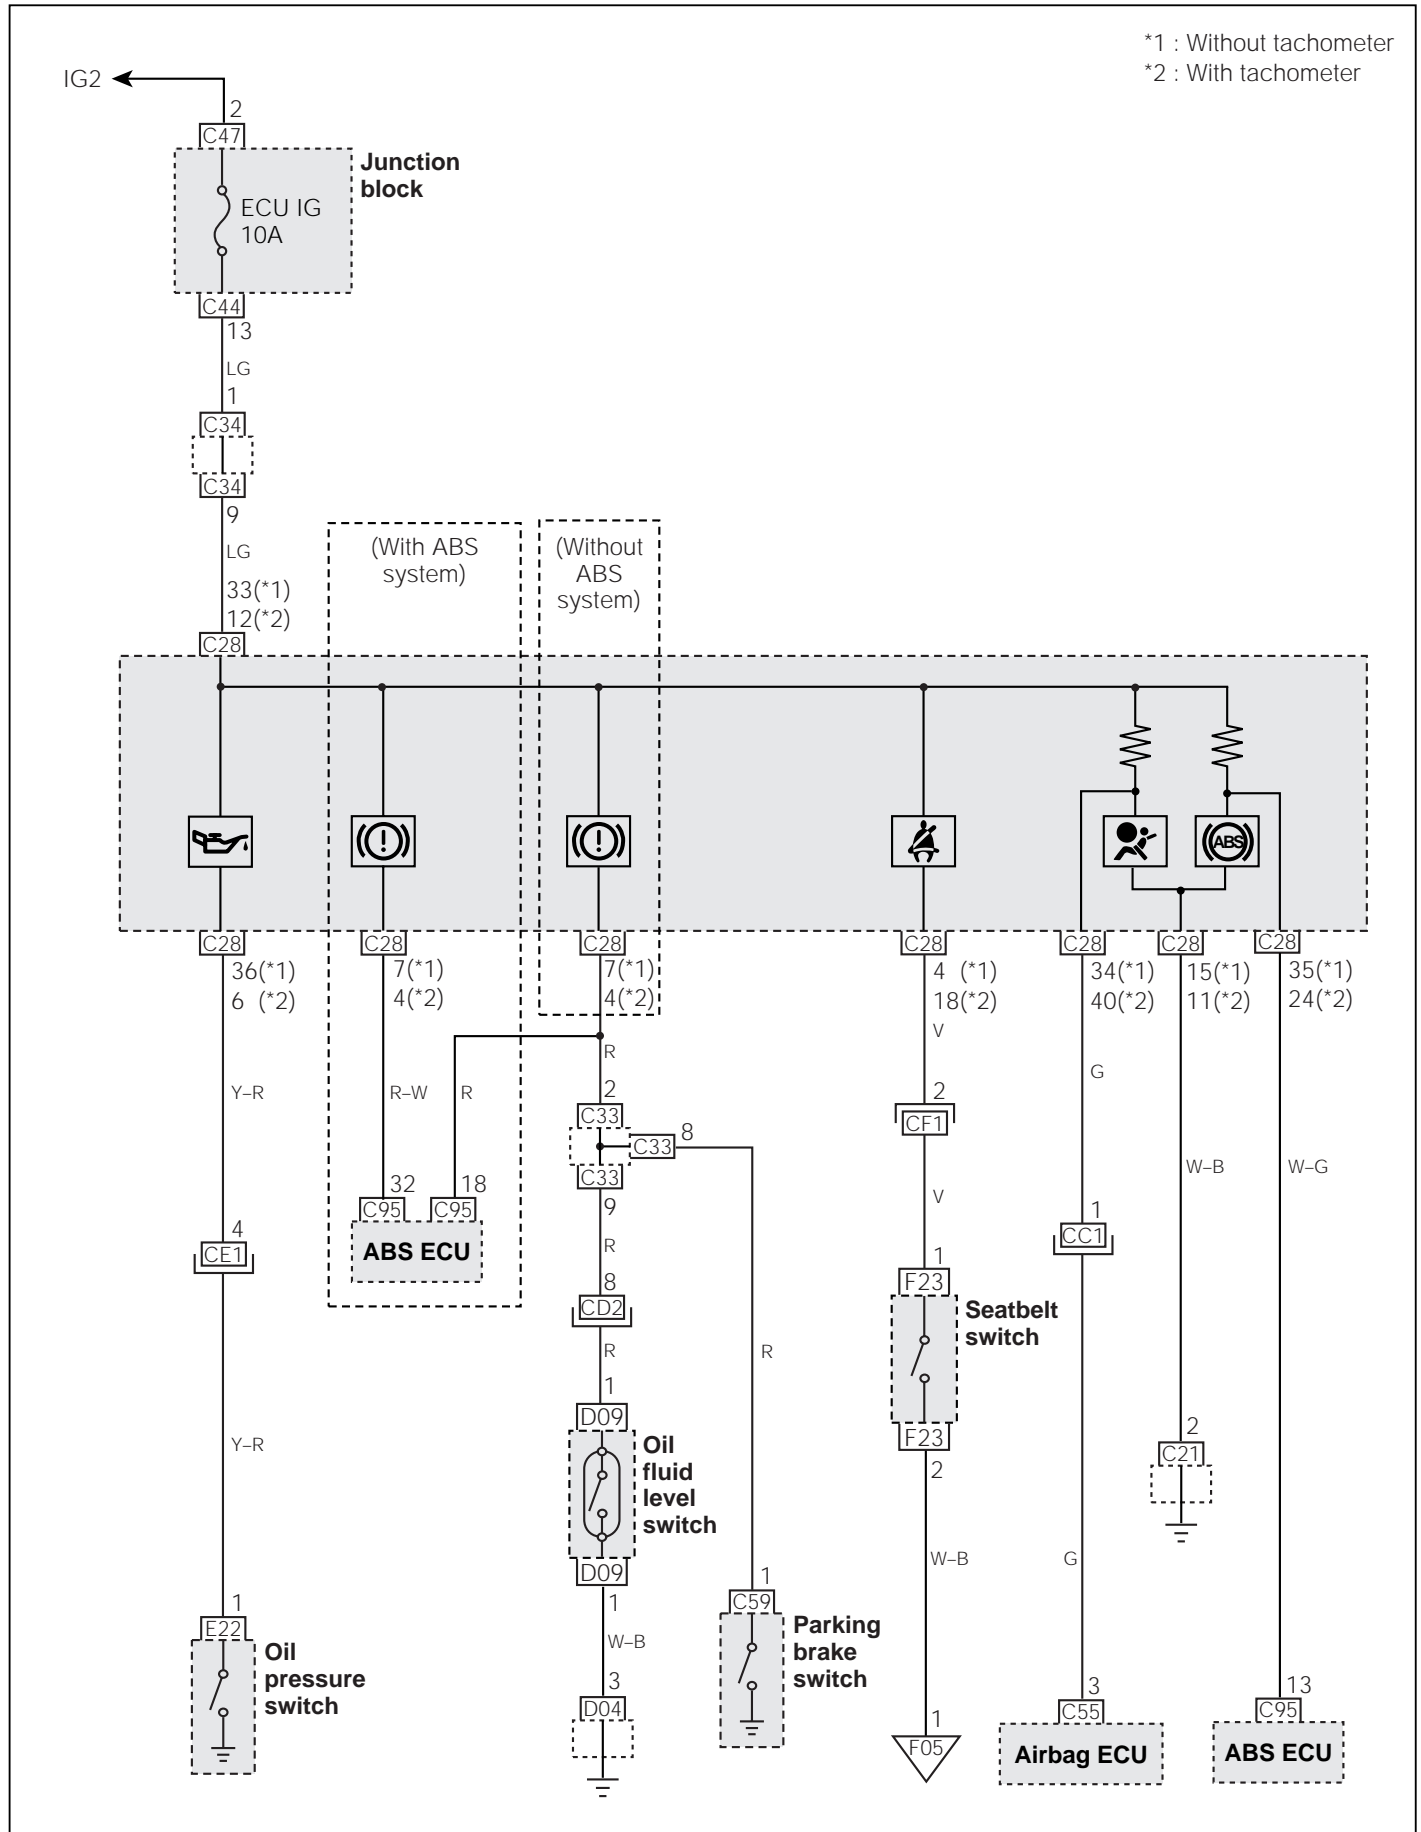 *1 : Without tachometer
*2 : With tachometer
IG2
2
C47
Junction
block
ECU IG
10A
C44
13
LG
1
C34
C34
9
LG
33(*1)
12(*2)
C28
(With ABS
system)
(Without
ABS
system)
!
!
ABS
C28
C28
C28
C28
C28
C28
C28
36(*1)
6 (*2)
7(*1)
4(*2)
7(*1)
4(*2)
4 (*1)
18(*2)
34(*1)
40(*2)
15(*1)
11(*2)
35(*1)
24(*2)
V
R
G
Y–R
R–W
R
2
C33
C33
8
C33
2
CF1
W–B
W–G
32
18
C95
C95
ABS ECU
9
R
V
4
CE1
8
CD2
R
R
1
CC1
1
F23
Seatbelt
switch
F23
2
1
D09
Oil
fluid
level
switch
D09
1
W–B
3
D04
Y–R
2
C21
W–B
G
1
E22
Oil
pressure
switch
1
C59
Parking
brake
switch
1
F05
3
C55
Airbag ECU
13
C95
ABS ECU